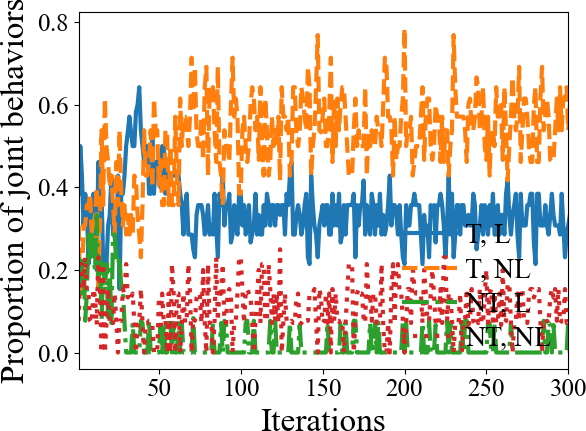 Proportion of joint behaviors
0.8
0.6
0.4
0.2
0.0
T, L
T, NL
NT, L
NT, NL
50
100
150
200
250
300
Iterations